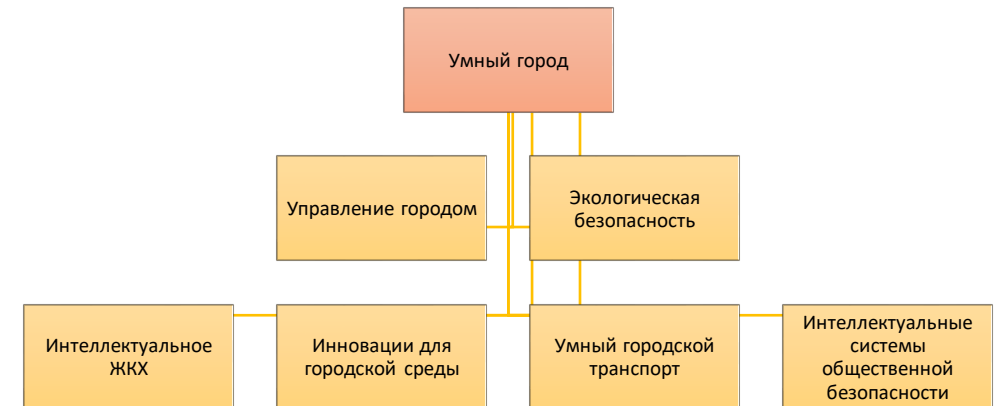 Умный город
Управление городом
Экологическая
безопасность
Интеллектуальное
ЖКХ
Инновации для
городской среды
Умный городской
транспорт
Интеллектуальные
системы
общественной
безопасности